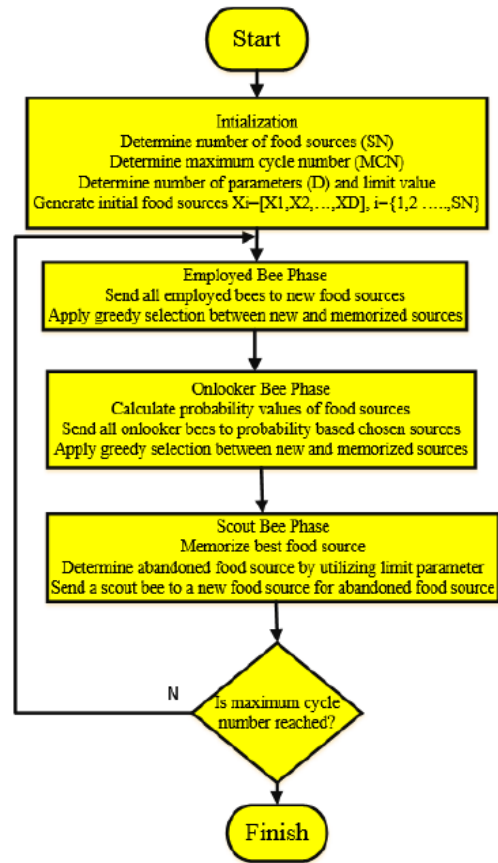 Start
Intialization
Determine number of food sources (SN)
Determine maximum cycle number (MCN)
Determine number of parameters (D) and limit value
Generate initial food sources Xi=[X1,X2,...,XD], i={1,2 .....,SN}
Employed Bee Phase
Send all employed bees to new food sources
Apply greedy selection between new and memorized sources
Onlooker Bee Phase
Calculate probability values of food sources
Send all onlooker bees to probability based chosen sources
Apply greedy selection between new and memorized sources
Scout Bee Phase
Memorize best food source
Determine abandoned food source by utilizing limit parameter
Send a scout bee to a new food source for abandoned food source
N
Is maximum cycle
number reached?
Finish